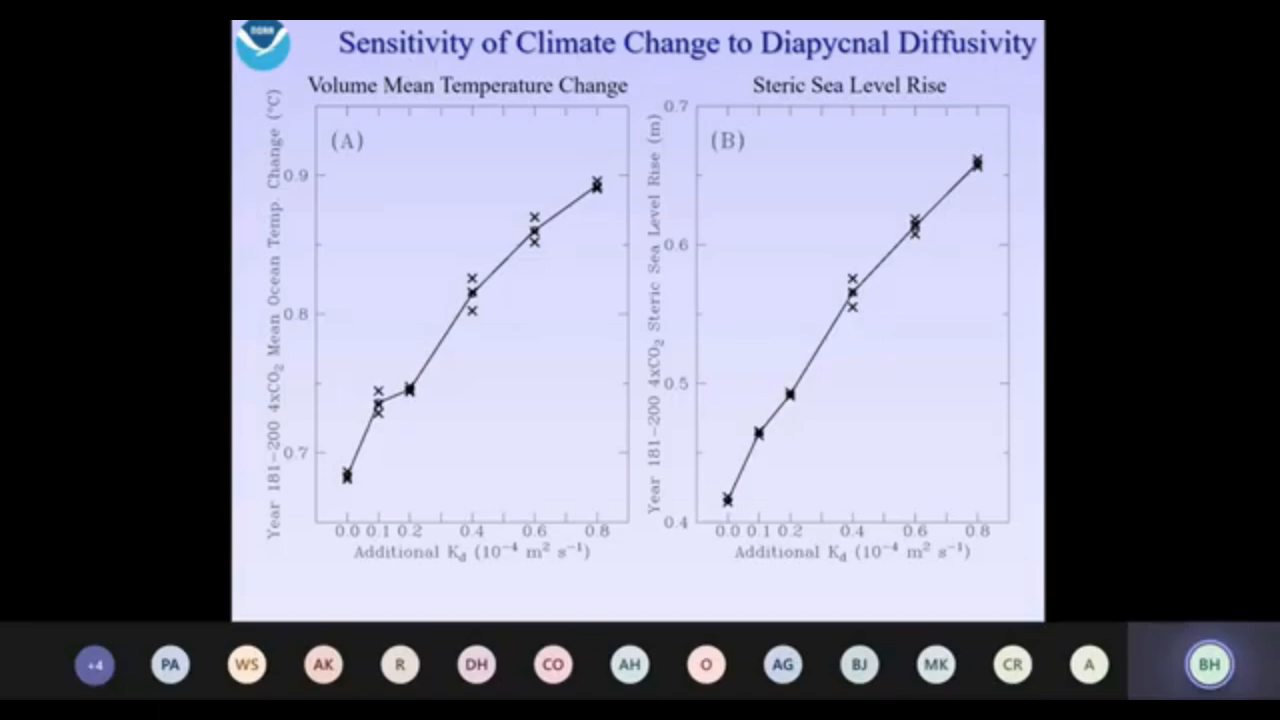 NOAA
Sensitivity of Climate Change to Diapycnal Diffusivity
Volume Mean Temperature Change
Year 181-200 4xCO₂ Mean Ocean Temp. Change (°C)
(A)
0.9
0.8
0.7
0.0 0.1 0.2 0.4 0.6 0.8
Additional K_d (10⁻⁴ m² s⁻¹)
Steric Sea Level Rise
Year 181-200 4xCO₂ Steric Sea Level Rise (m)
(B)
0.7
0.6
0.5
0.4
0.0 0.1 0.2 0.4 0.6 0.8
Additional K_d (10⁻⁴ m² s⁻¹)
+4 PA WS AK R DH CO AH O AG BJ MK CR A BH